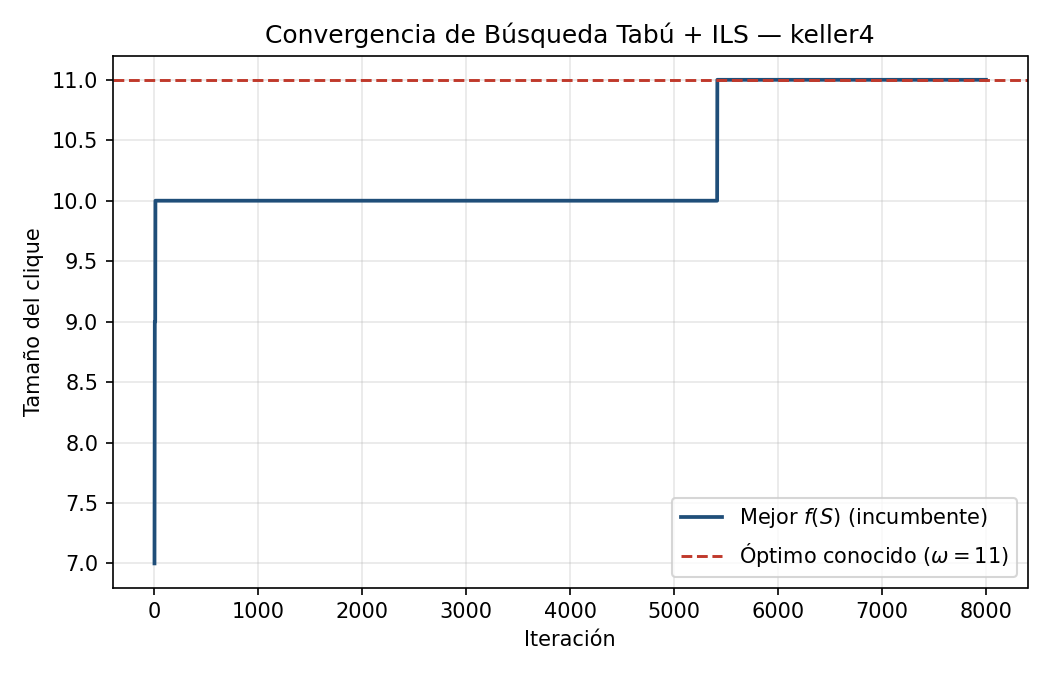 Convergencia de Búsqueda Tabú + ILS — keller4
Tamaño del clique
11.0
10.5
10.0
9.5
9.0
8.5
8.0
7.5
7.0
Mejor f(S) (incumbente)
Óptimo conocido (ω = 11)
0 1000 2000 3000 4000 5000 6000 7000 8000
Iteración